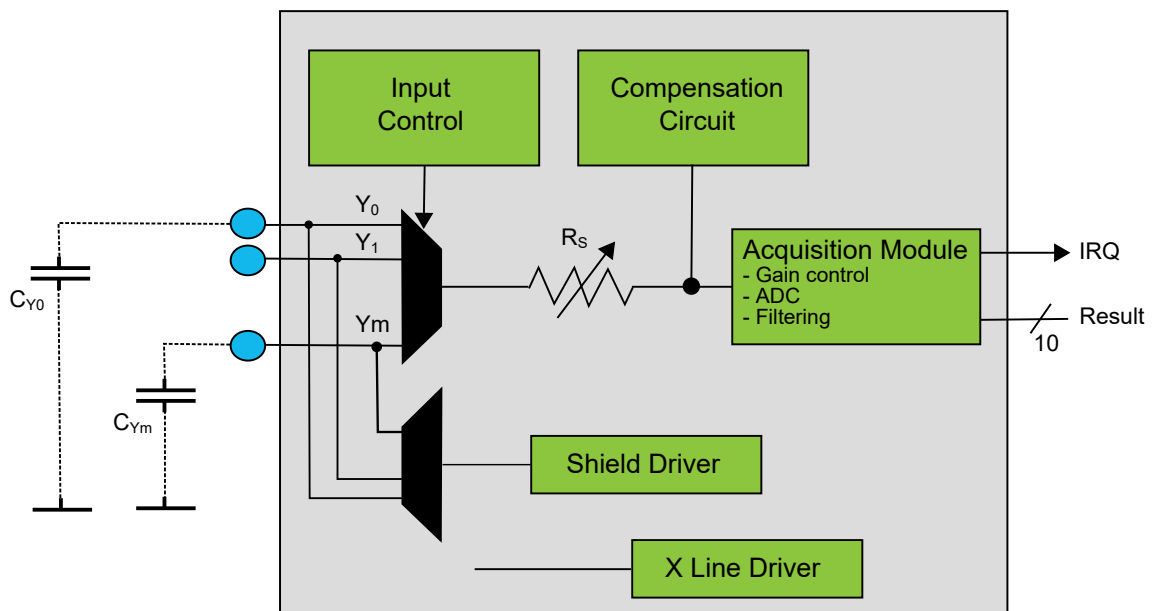 Input
Control
Compensation
Circuit
Y0
Y1
Ym
RS
Acquisition Module
- Gain control
- ADC
- Filtering
IRQ
Result
10
CY0
CYm
Shield Driver
X Line Driver